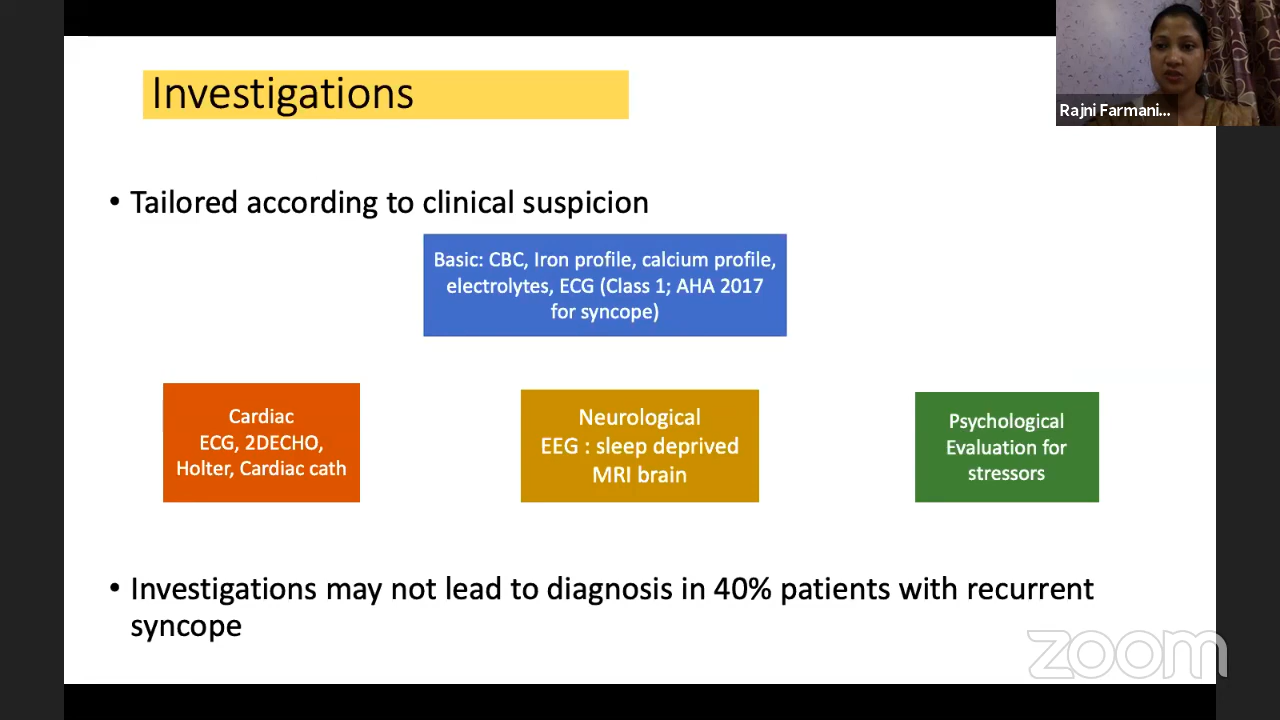 Investigations
Rajni Farmani...
• Tailored according to clinical suspicion
Basic: CBC, Iron profile, calcium profile,
electrolytes, ECG (Class 1; AHA 2017
for syncope)
Cardiac
ECG, 2DECHO,
Holter, Cardiac cath
Neurological
EEG : sleep deprived
MRI brain
Psychological
Evaluation for
stressors
• Investigations may not lead to diagnosis in 40% patients with recurrent
syncope
zoom